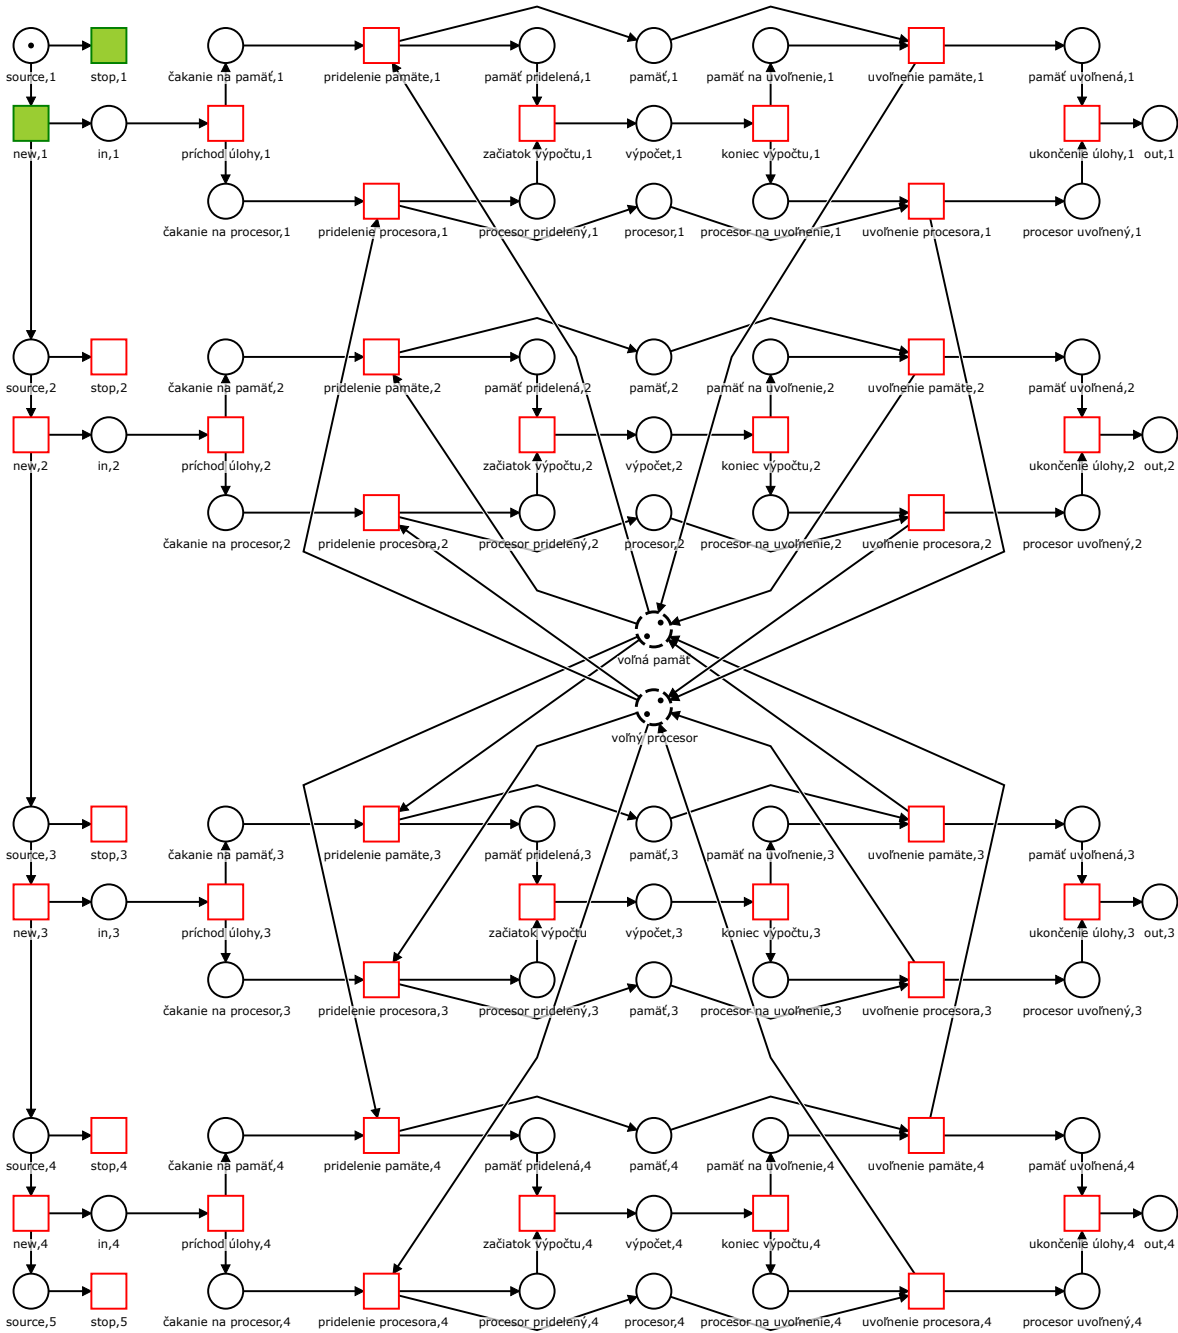 source,1
stop,1
čakanie na pamäť,1
pridelenie pamäte,1
pamäť pridelená,1
pamäť,1
pamäť na uvoľnenie,1
uvoľnenie pamäte,1
pamäť uvoľnená,1
new,1
in,1
príchod úlohy,1
začiatok výpočtu,1
výpočet,1
koniec výpočtu,1
ukončenie úlohy,1
out,1
čakanie na procesor,1
pridelenie procesora,1
procesor pridelený,1
procesor,1
procesor na uvoľnenie,1
uvoľnenie procesora,1
procesor uvoľnený,1
source,2
stop,2
čakanie na pamäť,2
pridelenie pamäte,2
pamäť pridelená,2
pamäť,2
pamäť na uvoľnenie,2
uvoľnenie pamäte,2
pamäť uvoľnená,2
new,2
in,2
príchod úlohy,2
začiatok výpočtu,2
výpočet,2
koniec výpočtu,2
ukončenie úlohy,2
out,2
čakanie na procesor,2
pridelenie procesora,2
procesor pridelený,2
procesor,2
procesor na uvoľnenie,2
uvoľnenie procesora,2
procesor uvoľnený,2
voľná pamäť
voľný procesor
source,3
stop,3
čakanie na pamäť,3
pridelenie pamäte,3
pamäť pridelená,3
pamäť,3
pamäť na uvoľnenie,3
uvoľnenie pamäte,3
pamäť uvoľnená,3
new,3
in,3
príchod úlohy,3
začiatok výpočtu
výpočet,3
koniec výpočtu,3
ukončenie úlohy,3
out,3
čakanie na procesor,3
pridelenie procesora,3
procesor pridelený,3
pamäť,3
procesor na uvoľnenie,3
uvoľnenie procesora,3
procesor uvoľnený,3
source,4
stop,4
čakanie na pamäť,4
pridelenie pamäte,4
pamäť pridelená,4
pamäť,4
pamäť na uvoľnenie,4
uvoľnenie pamäte,4
pamäť uvoľnená,4
new,4
in,4
príchod úlohy,4
začiatok výpočtu,4
výpočet,4
koniec výpočtu,4
ukončenie úlohy,4
out,4
source,5
stop,5
čakanie na procesor,4
pridelenie procesora,4
procesor pridelený,4
procesor,4
procesor na uvoľnenie,4
uvoľnenie procesora,4
procesor uvoľnený,4